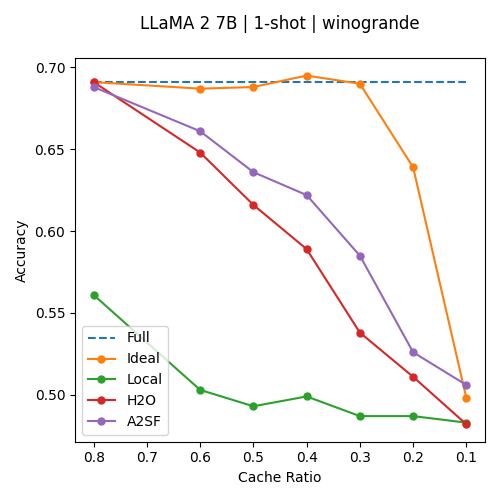 LLaMA 2 7B | 1-shot | winogrande
0.70
0.65
0.60
0.55
0.50
Accuracy
Full
Ideal
Local
H2O
A2SF
0.8 0.7 0.6 0.5 0.4 0.3 0.2 0.1
Cache Ratio